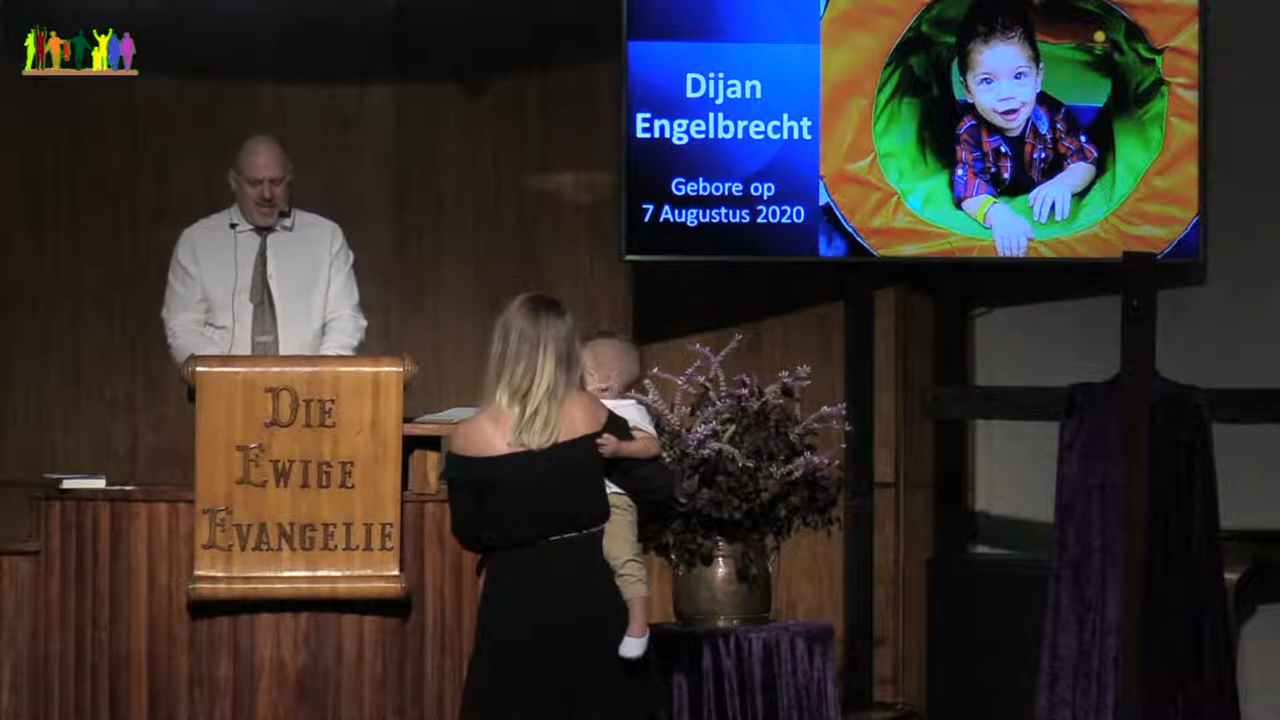 Dijan
Engelbrecht
Gebore op
7 Augustus 2020
DIE
EWIGE
EVANGELIE